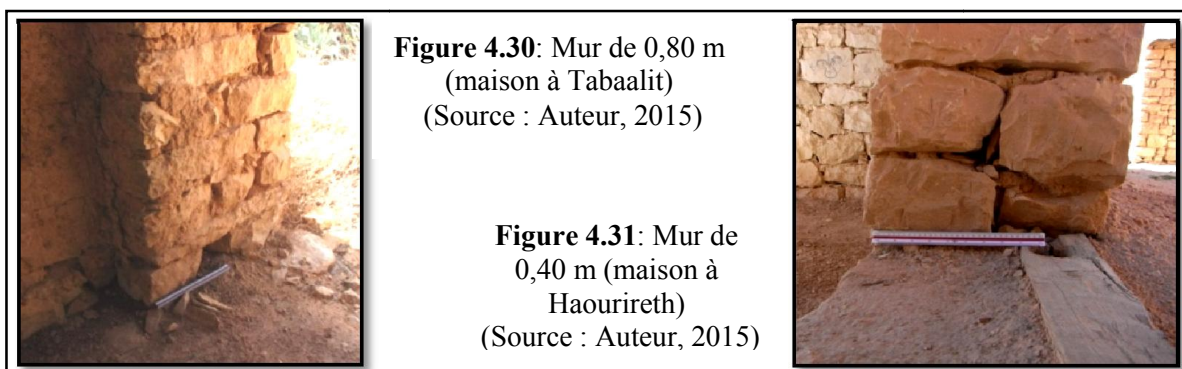 Figure 4.30: Mur de 0,80 m
(maison à Tabaalit)
(Source : Auteur, 2015)
Figure 4.31: Mur de
0,40 m (maison à
Haourireth)
(Source : Auteur, 2015)